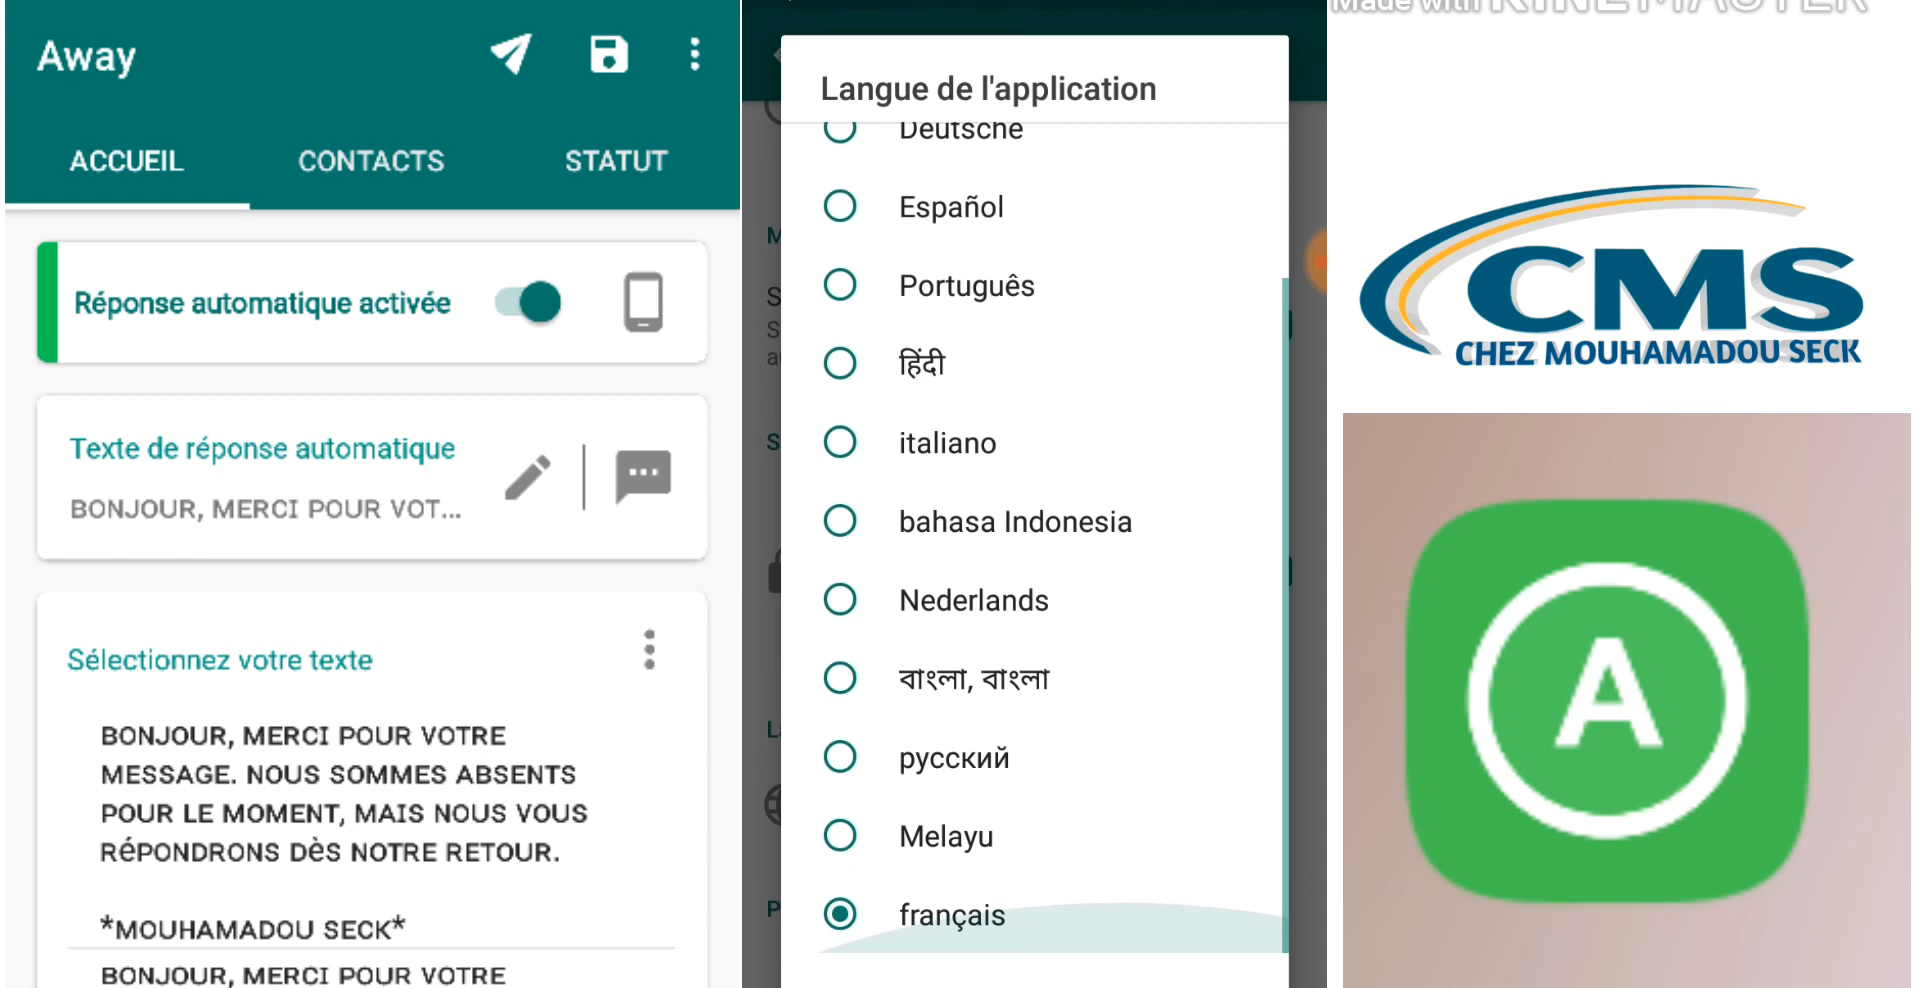 Away
ACCUEIL
CONTACTS
STATUT
Réponse automatique activée
Texte de réponse automatique
BONJOUR, MERCI POUR VOT...
Sélectionnez votre texte
BONJOUR, MERCI POUR VOTRE
MESSAGE. NOUS SOMMES ABSENTS
POUR LE MOMENT, MAIS NOUS VOUS
RéPONDRONS DèS NOTRE RETOUR.
*MOUHAMADOU SECK*
BONJOUR, MERCI POUR VOTRE
Langue de l'application
Deutsche
Español
Português
हिंदी
italiano
bahasa Indonesia
Nederlands
বাংলা, বাংলা
русский
Melayu
français
Made with KINEMASTER
CMS
CHEZ MOUHAMADOU SECK
A